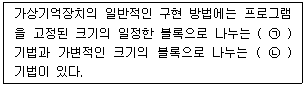 가상기억장치의 일반적인 구현 방법에는 프로그램
을 고정된 크기의 일정한 블록으로 나누는 ( ㉠ )
기법과 가변적인 크기의 블록으로 나누는 ( ㉡ )
기법이 있다.